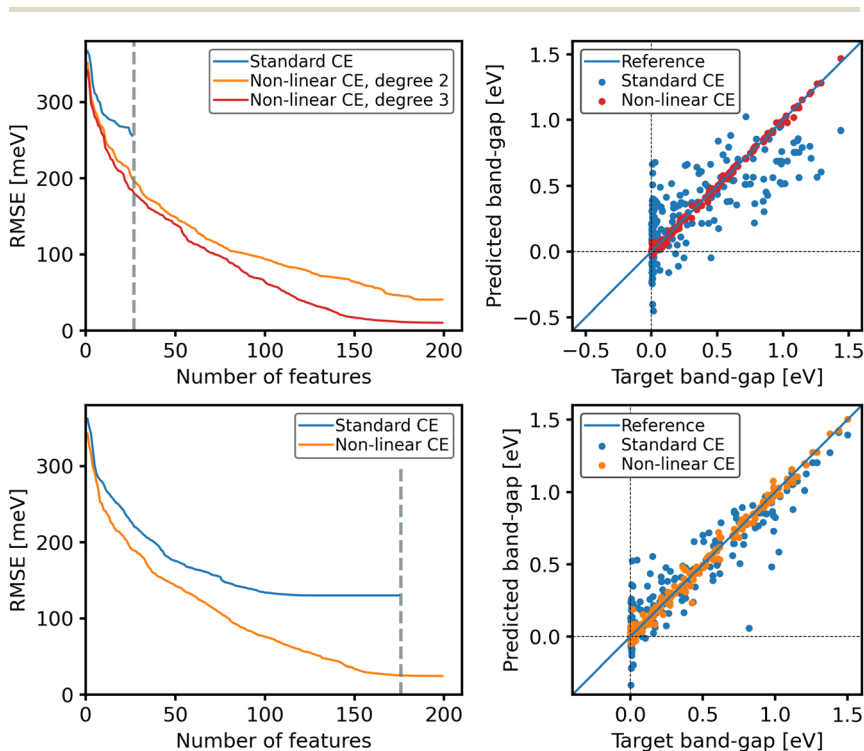 Standard CE
Non-linear CE, degree 2
Non-linear CE, degree 3
300
200
100
0
RMSE [meV]
0 50 100 150 200
Number of features
Reference
Standard CE
Non-linear CE
1.5
1.0
0.5
0.0
−0.5
Predicted band-gap [eV]
−0.5 0.0 0.5 1.0 1.5
Target band-gap [eV]
Standard CE
Non-linear CE
300
200
100
0
RMSE [meV]
0 50 100 150 200
Number of features
Reference
Standard CE
Non-linear CE
1.5
1.0
0.5
0.0
Predicted band-gap [eV]
0.0 0.5 1.0 1.5
Target band-gap [eV]